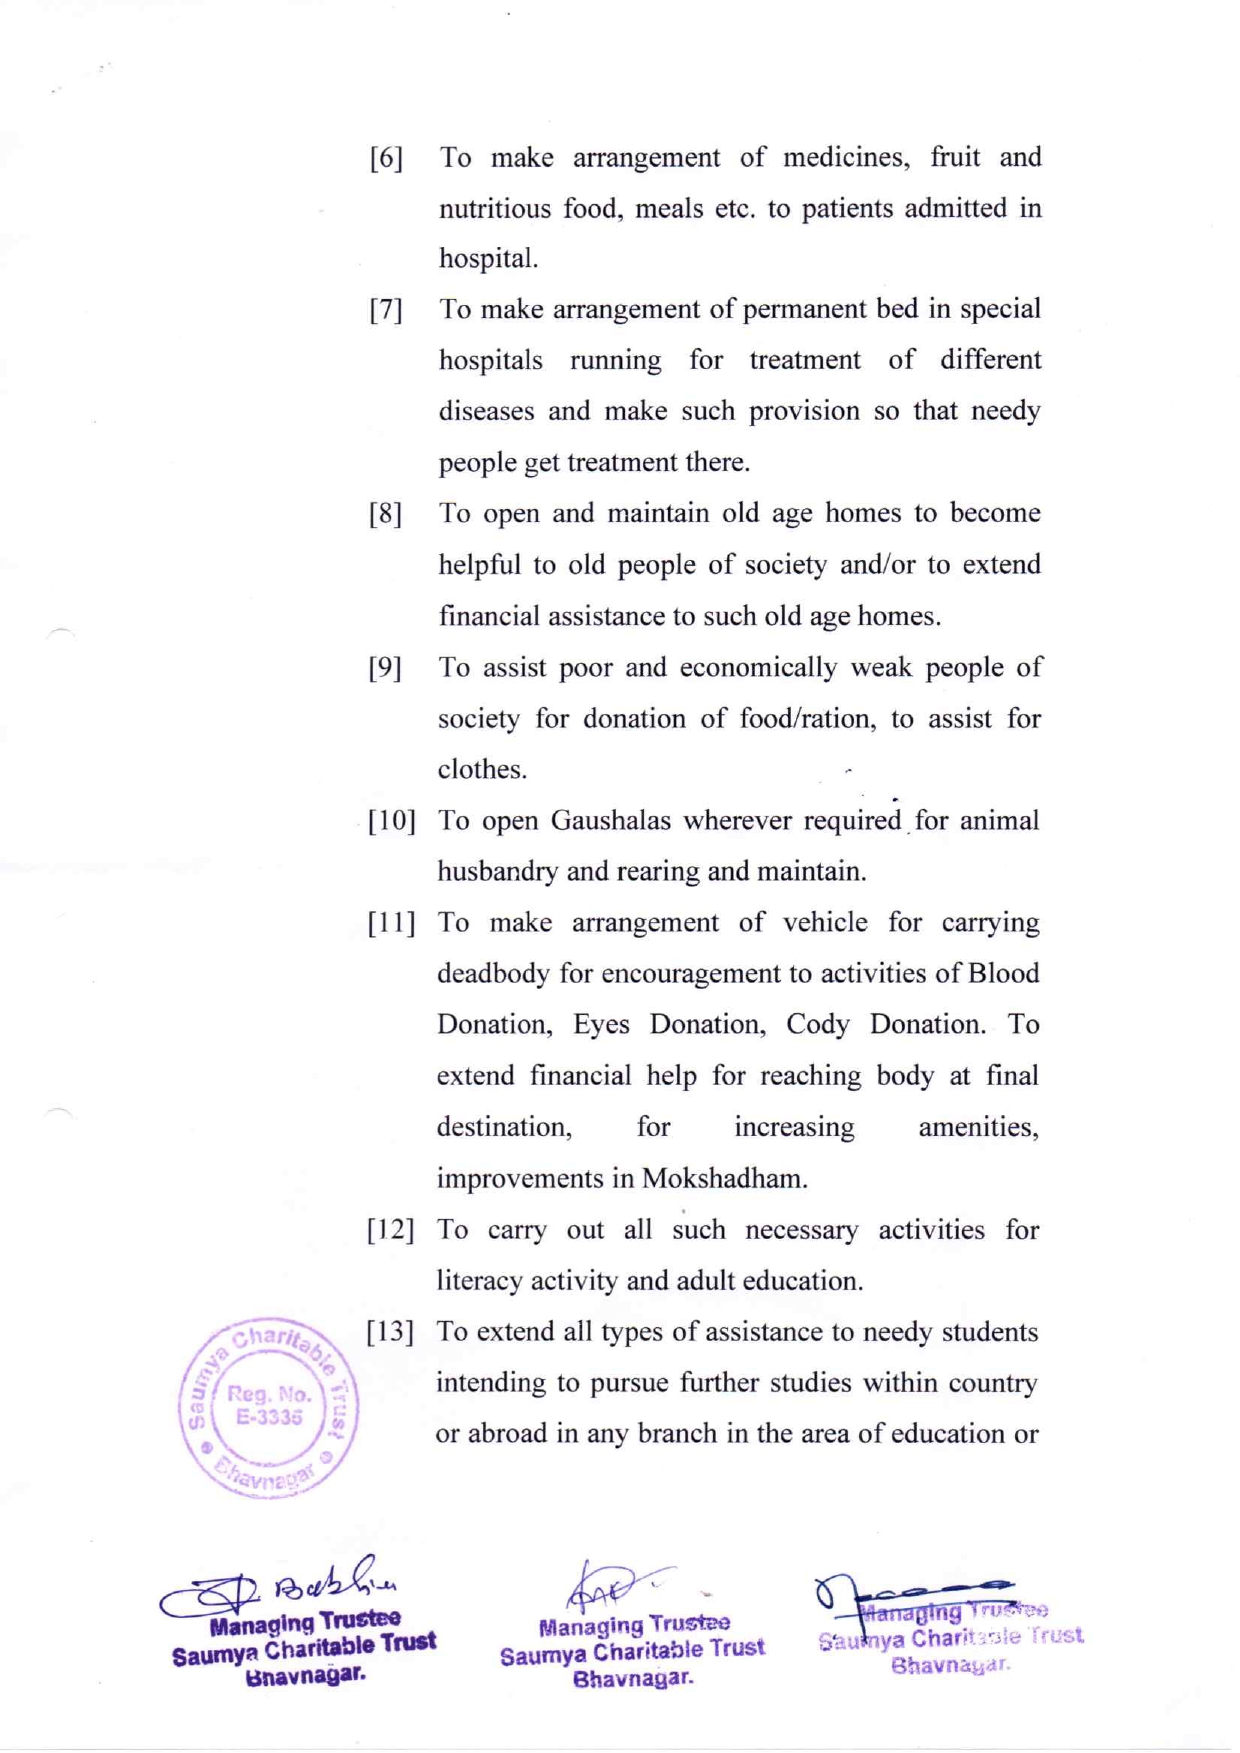 [6] To make arrangement of medicines, fruit and
nutritious food, meals etc. to patients admitted in
hospital.
[7] To make arrangement of permanent bed in special
hospitals running for treatment of different
diseases and make such provision so that needy
people get treatment there.
[8] To open and maintain old age homes to become
helpful to old people of society and/or to extend
financial assistance to such old age homes.
[9] To assist poor and economically weak people of
society for donation of food/ration, to assist for
clothes.
[10] To open Gaushalas wherever required for animal
husbandry and rearing and maintain.
[11] To make arrangement of vehicle for carrying
deadbody for encouragement to activities of Blood
Donation, Eyes Donation, Cody Donation. To
extend financial help for reaching body at final
destination, for increasing amenities,
improvements in Mokshadham.
[12] To carry out all such necessary activities for
literacy activity and adult education.
[13] To extend all types of assistance to needy students
intending to pursue further studies within country
or abroad in any branch in the area of education or
Saumya Charitable Trust
Reg. No.
E-3335
Bhavnagar
Managing Trustee
Saumya Charitable Trust
Bhavnagar.
Managing Trustee
Saumya Charitable Trust
Bhavnagar.
Managing Trustee
Saumya Charitable Trust
Bhavnagar.